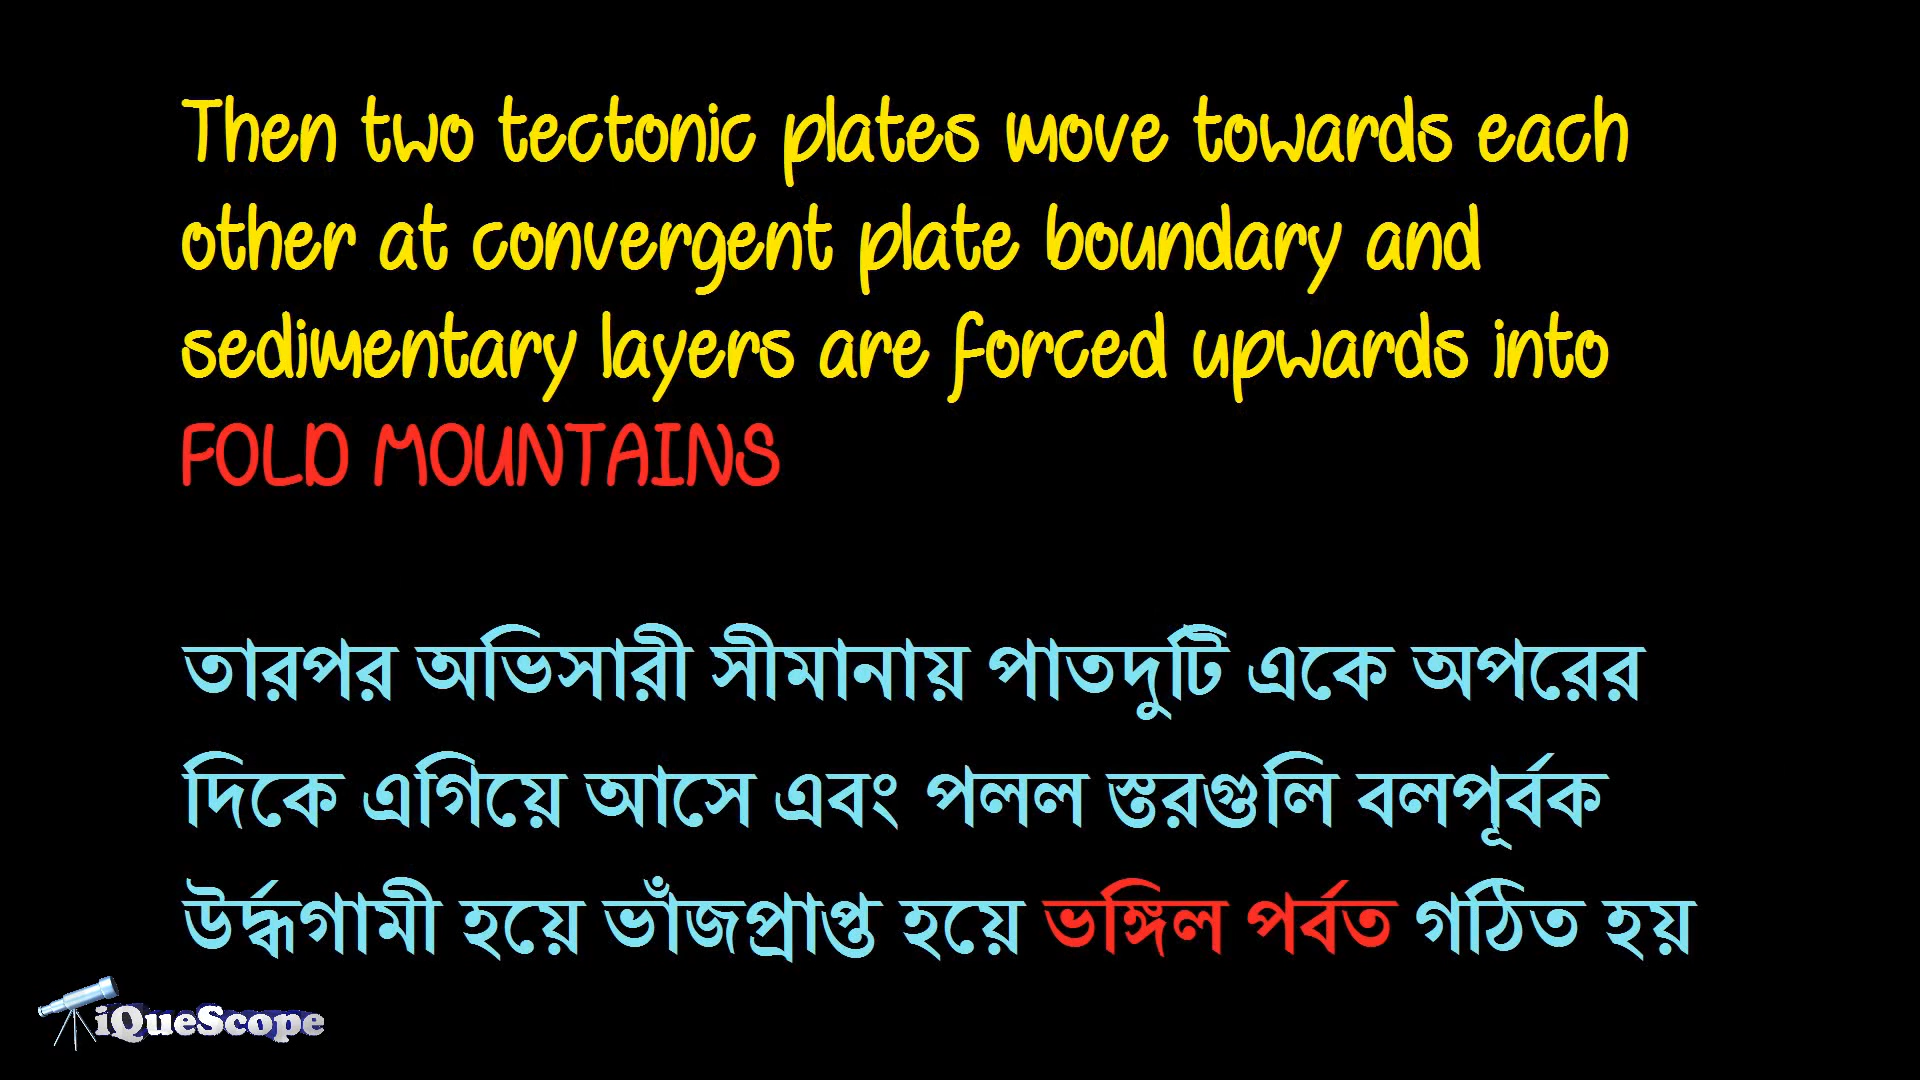 Then two tectonic plates move towards each
other at convergent plate boundary and
sedimentary layers are forced upwards into
FOLD MOUNTAINS
তারপর অভিসারী সীমানায় পাতদুটি একে অপরের
দিকে এগিয়ে আসে এবং পলল স্তরগুলি বলপূর্বক
উর্দ্ধগামী হয়ে ভাঁজপ্রাপ্ত হয়ে ভঙ্গিল পর্বত গঠিত হয়
iQueScope